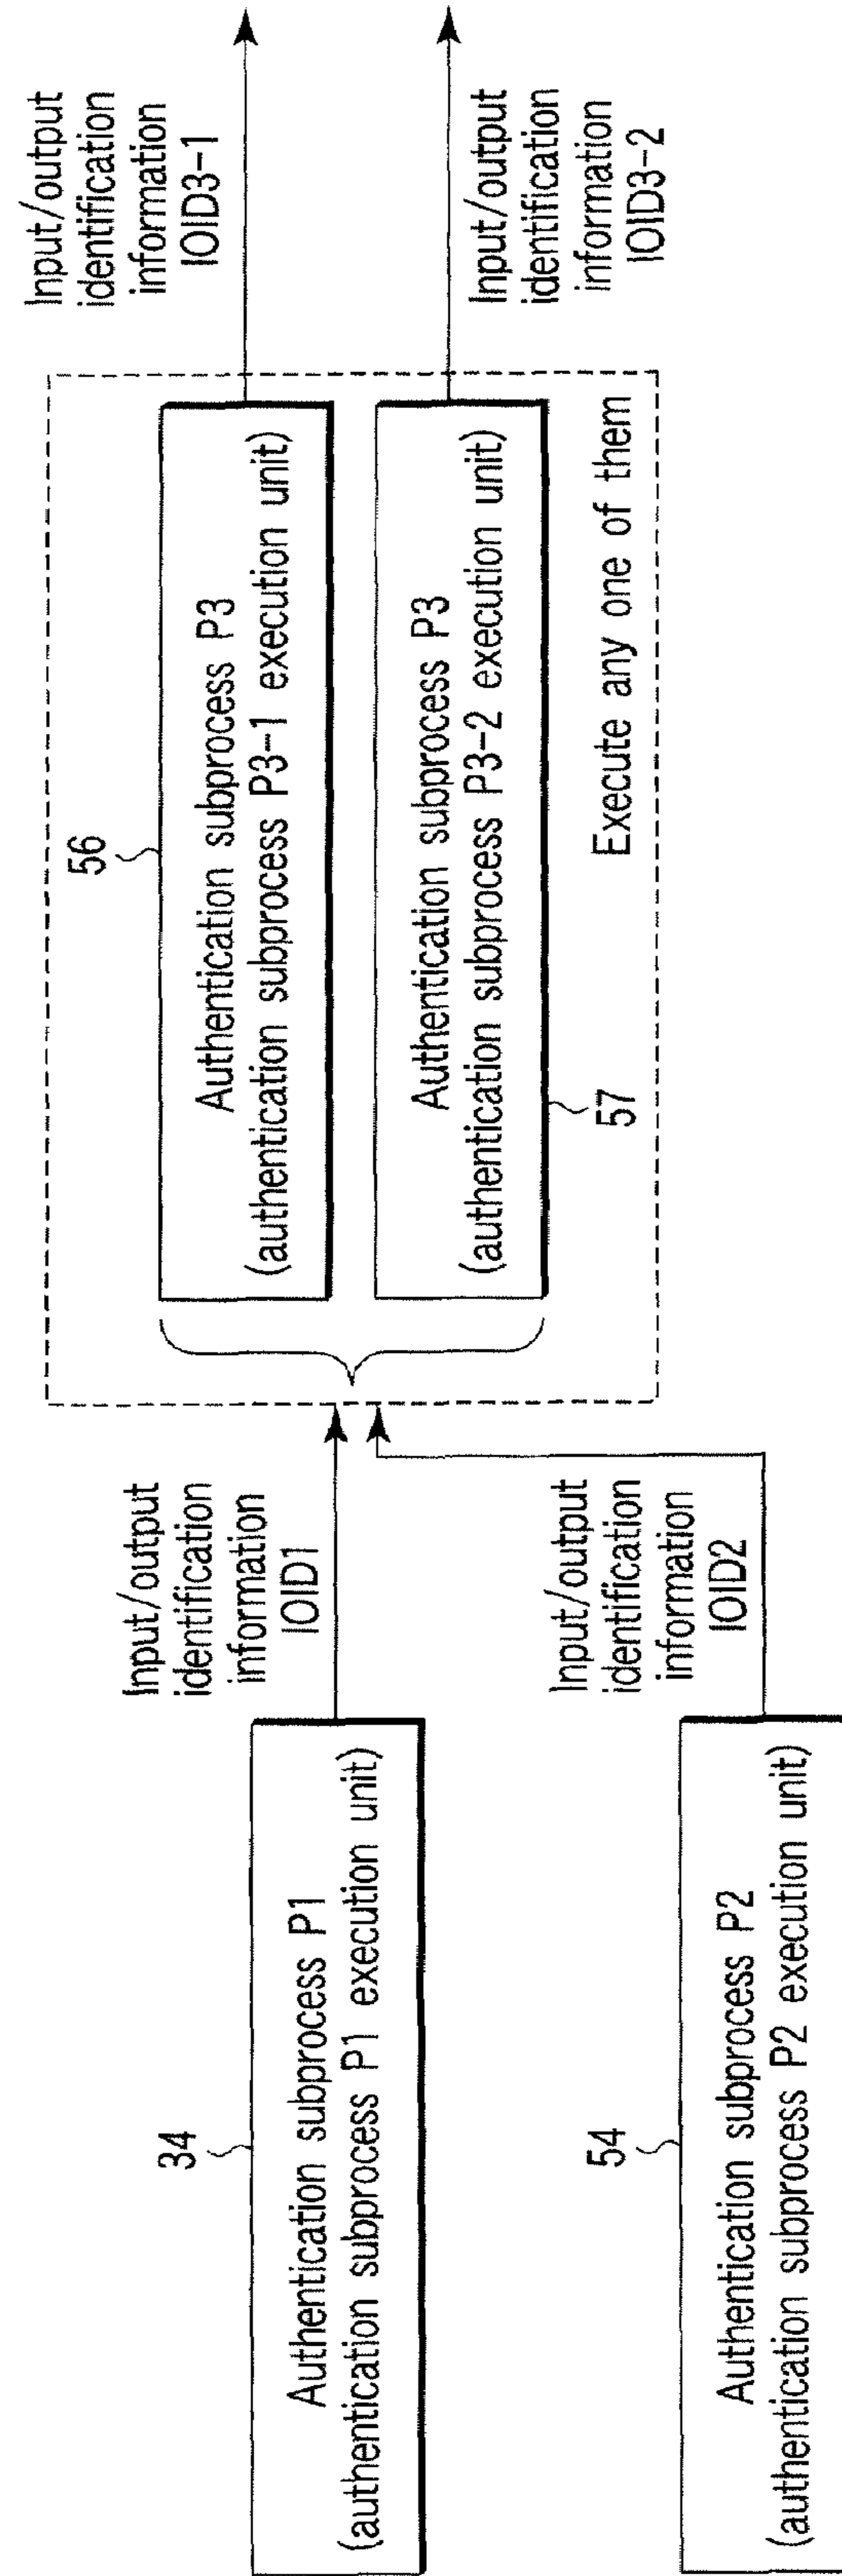 34
Authentication subprocess P1
(authentication subprocess P1 execution unit)
Input/output
identification
information
IOID1
54
Authentication subprocess P2
(authentication subprocess P2 execution unit)
Input/output
identification
information
IOID2
56
Authentication subprocess P3
(authentication subprocess P3-1 execution unit)
Authentication subprocess P3
(authentication subprocess P3-2 execution unit)
57
Execute any one of them
Input/output
identification
information
IOID3-1
Input/output
identification
information
IOID3-2